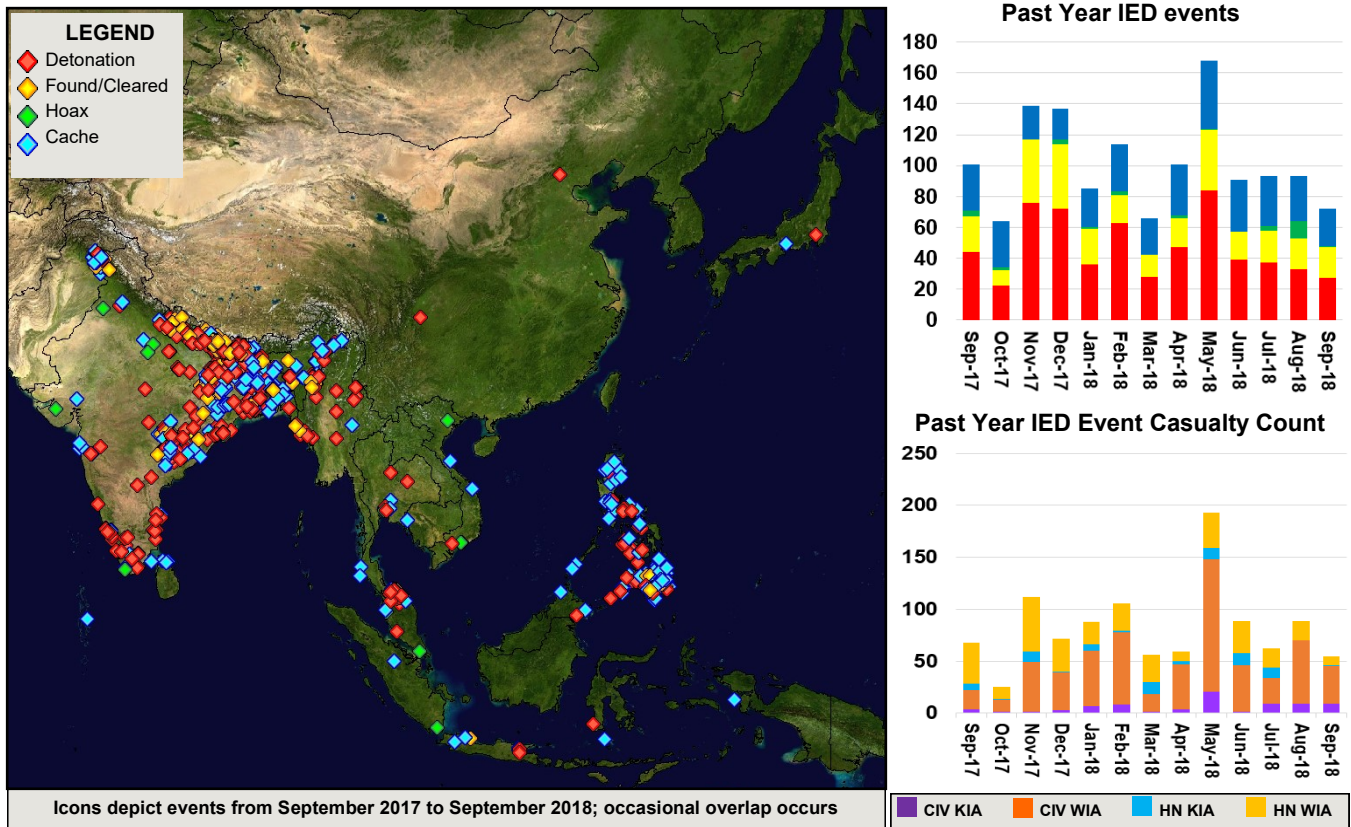 LEGEND
Detonation
Found/Cleared
Hoax
Cache
Icons depict events from September 2017 to September 2018; occasional overlap occurs
Past Year IED events
180
160
140
120
100
80
60
40
20
0
Sep-17
Oct-17
Nov-17
Dec-17
Jan-18
Feb-18
Mar-18
Apr-18
May-18
Jun-18
Jul-18
Aug-18
Sep-18
Past Year IED Event Casualty Count
250
200
150
100
50
0
Sep-17
Oct-17
Nov-17
Dec-17
Jan-18
Feb-18
Mar-18
Apr-18
May-18
Jun-18
Jul-18
Aug-18
Sep-18
CIV KIA CIV WIA HN KIA HN WIA